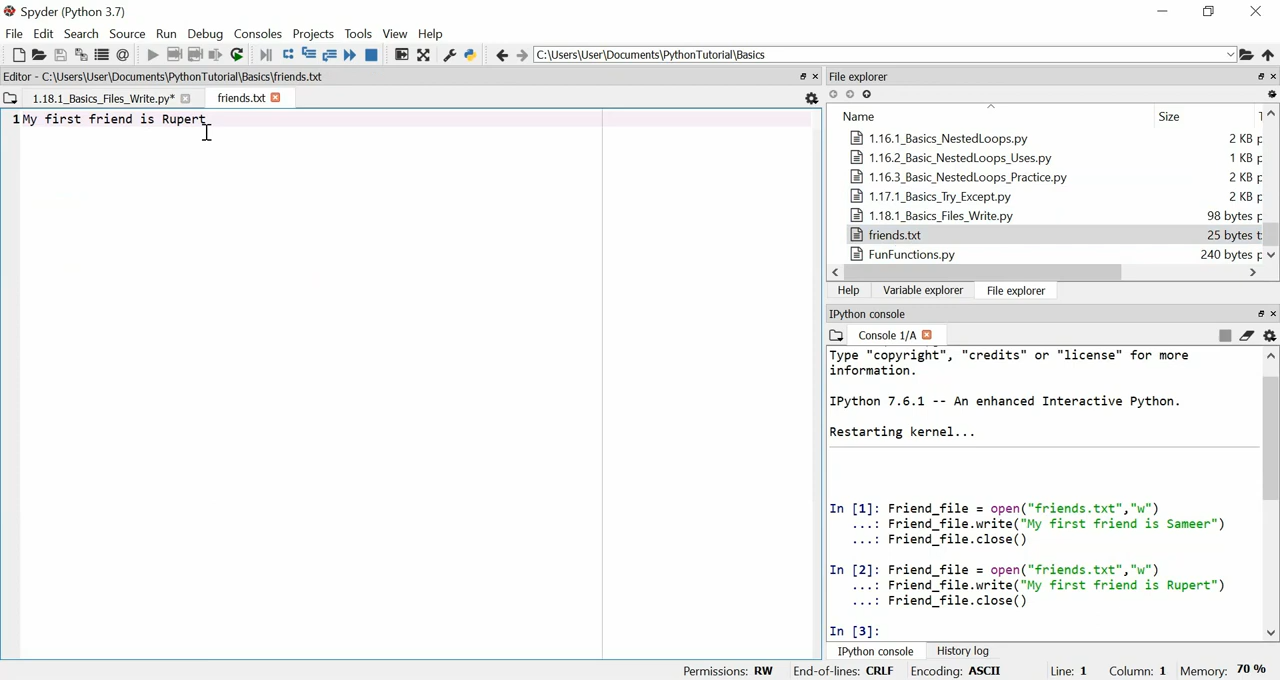 Spyder (Python 3.7)
File Edit Search Source Run Debug Consoles Projects Tools View Help
C:\Users\User\Documents\PythonTutorial\Basics
Editor - C:\Users\User\Documents\PythonTutorial\Basics\friends.txt
1.18.1_Basics_Files_Write.py* friends.txt
1 My first friend is Rupert
File explorer
Name Size
1.16.1_Basics_NestedLoops.py 2 KB
1.16.2_Basic_NestedLoops_Uses.py 1 KB
1.16.3_Basic_NestedLoops_Practice.py 2 KB
1.17.1_Basics_Try_Except.py 2 KB
1.18.1_Basics_Files_Write.py 98 bytes
friends.txt 25 bytes
FunFunctions.py 240 bytes
Help Variable explorer File explorer
IPython console
Console 1/A
Type "copyright", "credits" or "license" for more
information.
IPython 7.6.1 -- An enhanced Interactive Python.
Restarting kernel...
In [1]: Friend_file = open("friends.txt","w")
...: Friend_file.write("My first friend is Sameer")
...: Friend_file.close()
In [2]: Friend_file = open("friends.txt","w")
...: Friend_file.write("My first friend is Rupert")
...: Friend_file.close()
In [3]:
IPython console History log
Permissions: RW End-of-lines: CRLF Encoding: ASCII Line: 1 Column: 1 Memory: 70 %